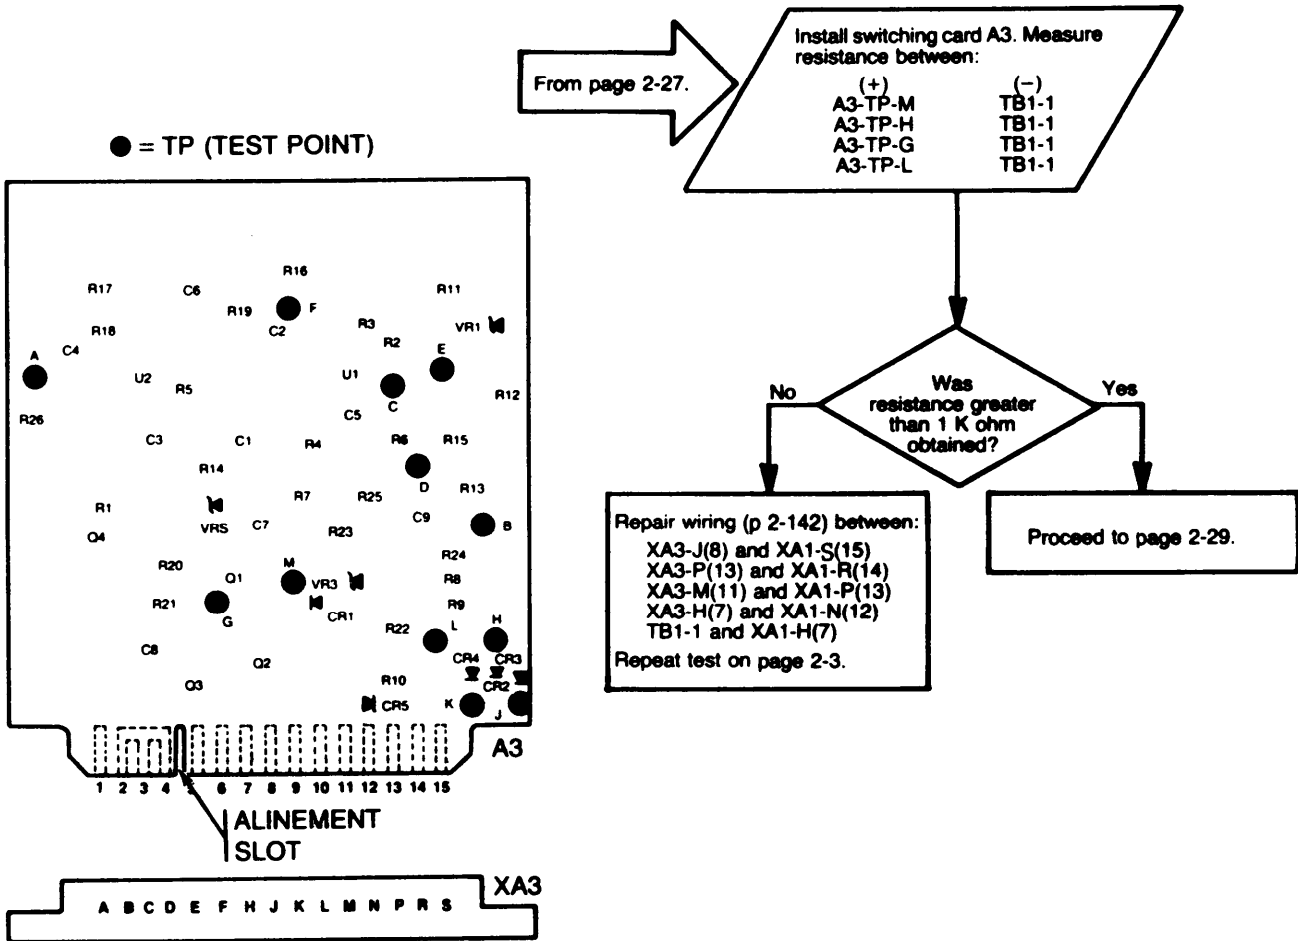 From page 2-27.
Install switching card A3. Measure
resistance between:
(+) (−)
A3-TP-M TB1-1
A3-TP-H TB1-1
A3-TP-G TB1-1
A3-TP-L TB1-1
● = TP (TEST POINT)
R16
R17 C6 R11
R19 F
R18 C2 R3 VR1
A C4 R2 E
U2 R5 U1 R12
C
R26 C5
C3 C1 R4 R6 R15
R14 D R13
R1 R7 R25
VRS C7 C9 B
Q4 R23
R24
R20 Q1 M VR3 R8
R21 CR1 R9
G R22 L H
C8 CR4 CR3
Q2 CR2
Q3 R10
CR5 K J
A3
1 2 3 4 5 6 7 8 9 10 11 12 13 14 15
ALINEMENT
SLOT
XA3
A B C D E F H J K L M N P R S
Was
resistance greater
than 1 K ohm
obtained?
No
Yes
Repair wiring (p 2-142) between:
XA3-J(8) and XA1-S(15)
XA3-P(13) and XA1-R(14)
XA3-M(11) and XA1-P(13)
XA3-H(7) and XA1-N(12)
TB1-1 and XA1-H(7)
Repeat test on page 2-3.
Proceed to page 2-29.